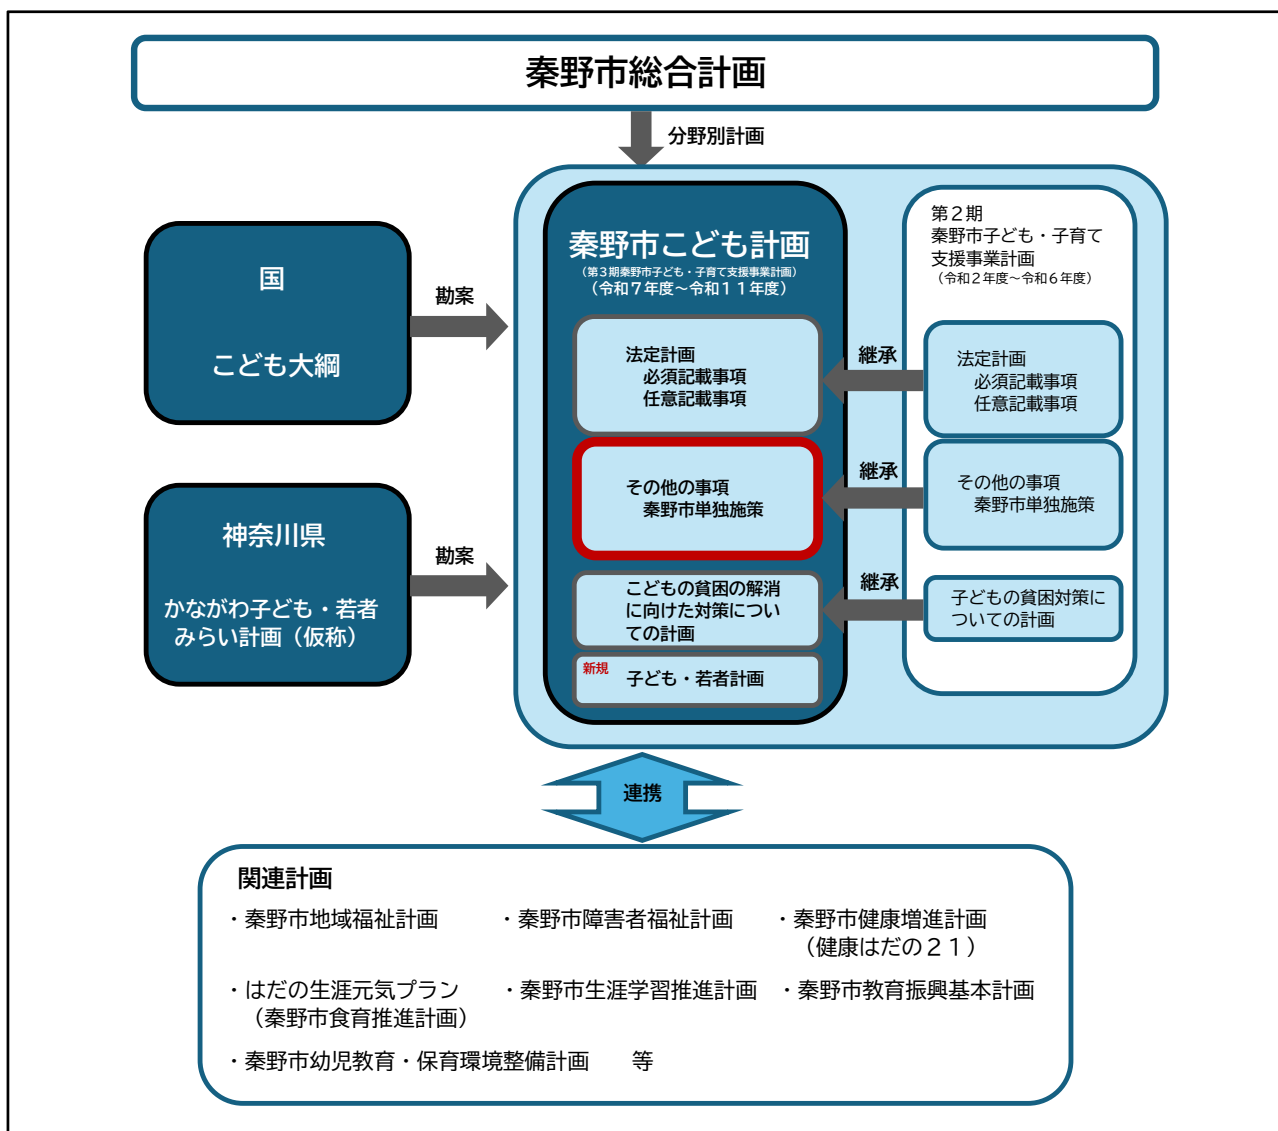 秦野市総合計画
分野別計画
国
こども大綱
勘案
神奈川県
かながわ子ども・若者
みらい計画（仮称）
勘案
秦野市こども計画
（第３期秦野市子ども・子育て支援事業計画）
（令和７年度～令和１１年度）
法定計画
必須記載事項
任意記載事項
その他の事項
秦野市単独施策
こどもの貧困の解消
に向けた対策につい
ての計画
新規
子ども・若者計画
継承
継承
継承
第２期
秦野市子ども・子育て
支援事業計画
（令和２年度～令和６年度）
法定計画
必須記載事項
任意記載事項
その他の事項
秦野市単独施策
子どもの貧困対策に
ついての計画
連携
関連計画
・秦野市地域福祉計画　・秦野市障害者福祉計画　・秦野市健康増進計画
（健康はだの２１）
・はだの生涯元気プラン　・秦野市生涯学習推進計画　・秦野市教育振興基本計画
（秦野市食育推進計画）
・秦野市幼児教育・保育環境整備計画　等